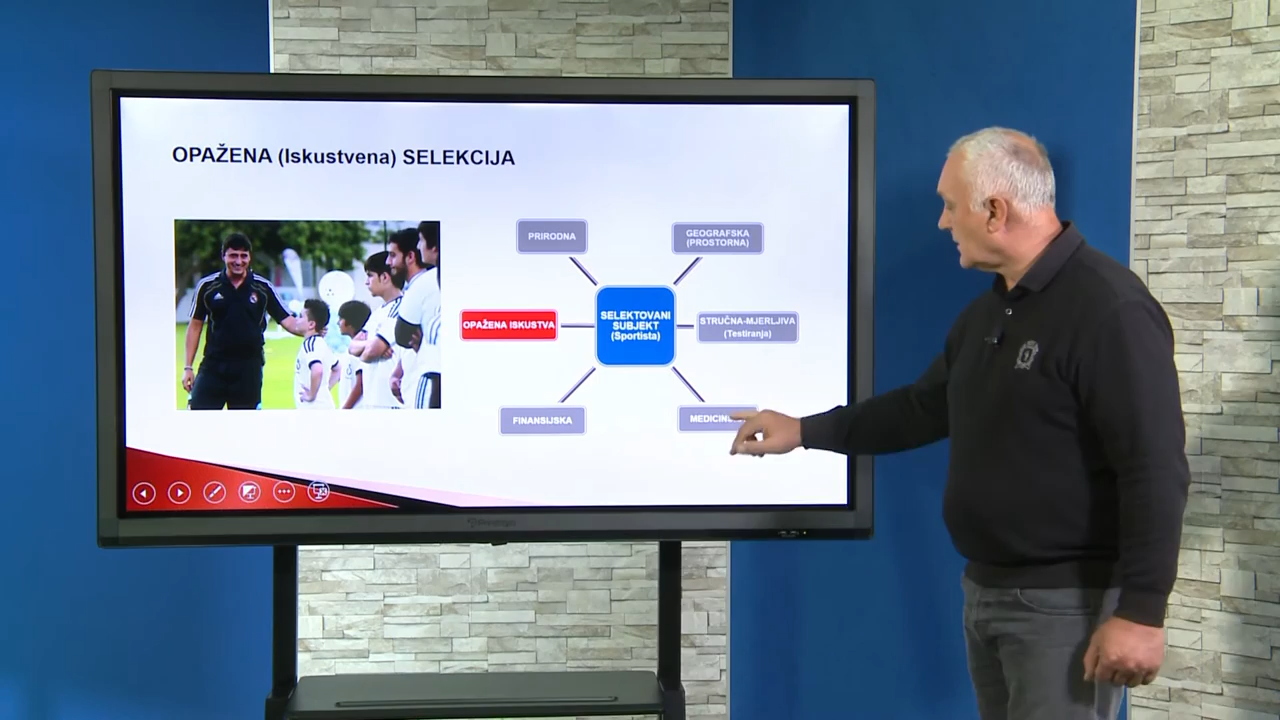 OPAŽENA (Iskustvena) SELEKCIJA
PRIRODNA
GEOGRAFSKA
(PROSTORNA)
OPAŽENA ISKUSTVA
SELEKTOVANI
SUBJEKT
(Sportista)
STRUČNA-MJERLJIVA
(Testiranja)
FINANSIJSKA